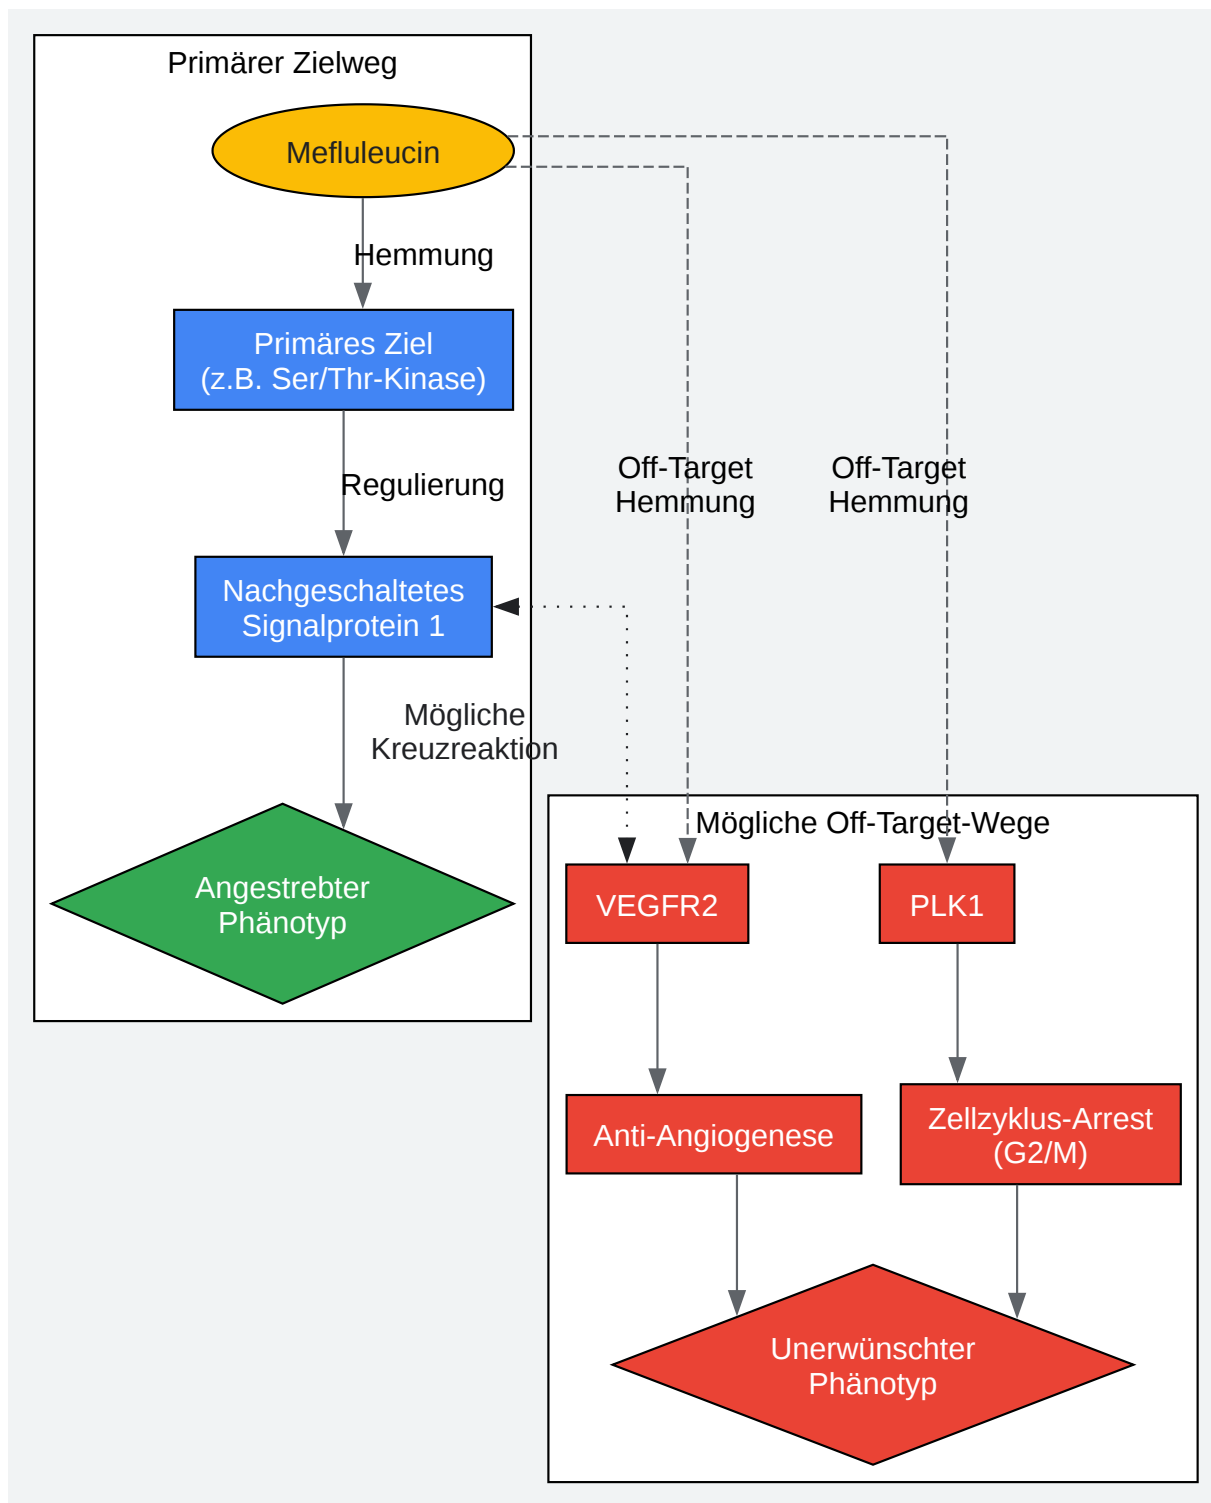 Primärer Zielweg
Mefluleucin
Hemmung
Primäres Ziel
(z.B. Ser/Thr-Kinase)
Regulierung
Off-Target
Hemmung
Off-Target
Hemmung
Nachgeschaltetes
Signalprotein 1
Mögliche
Kreuzreaktion
Angestrebter
Phänotyp
Mögliche Off-Target-Wege
VEGFR2
PLK1
Anti-Angiogenese
Zellzyklus-Arrest
(G2/M)
Unerwünschter
Phänotyp